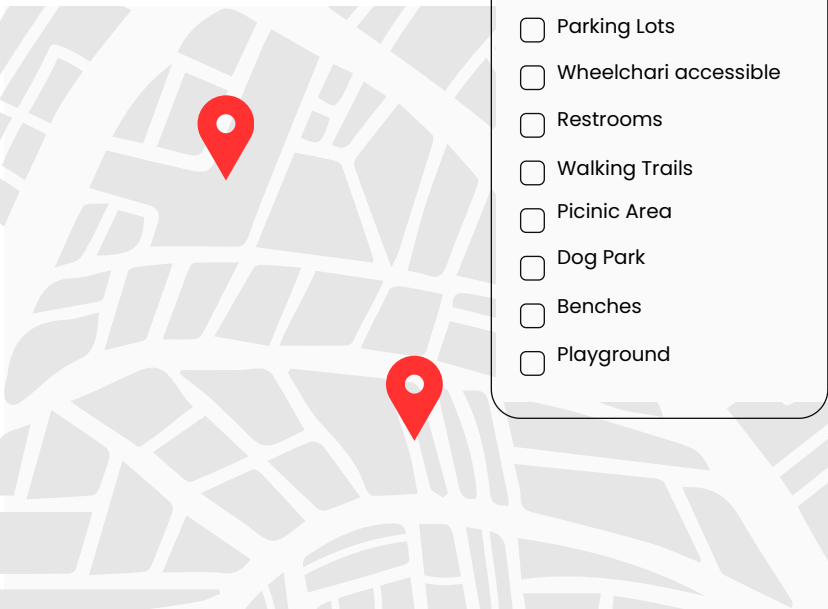 Parking Lots
Wheelchari accessible
Restrooms
Walking Trails
Picinic Area
Dog Park
Benches
Playground